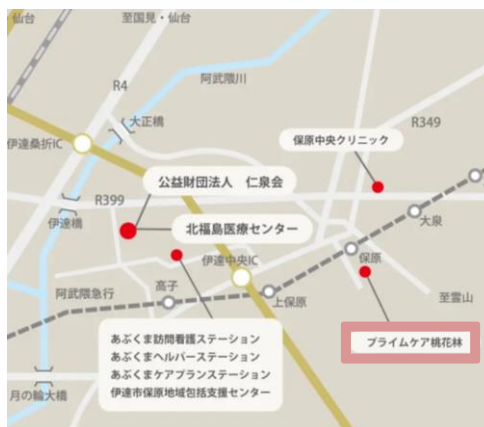 仙台
至国見・仙台
阿武隈川
R4
大正橋
R349
伊達桑折IC
保原中央クリニック
公益財団法人　仁泉会
R399
北福島医療センター
伊達橋
大泉
伊達中央IC
保原
阿武隈急行
高子
上保原
至霊山
あぶくま訪問看護ステーション
あぶくまヘルパーステーション
あぶくまケアプランステーション
伊達市保原地域包括支援センター
プライムケア桃花林
月の輪大橋